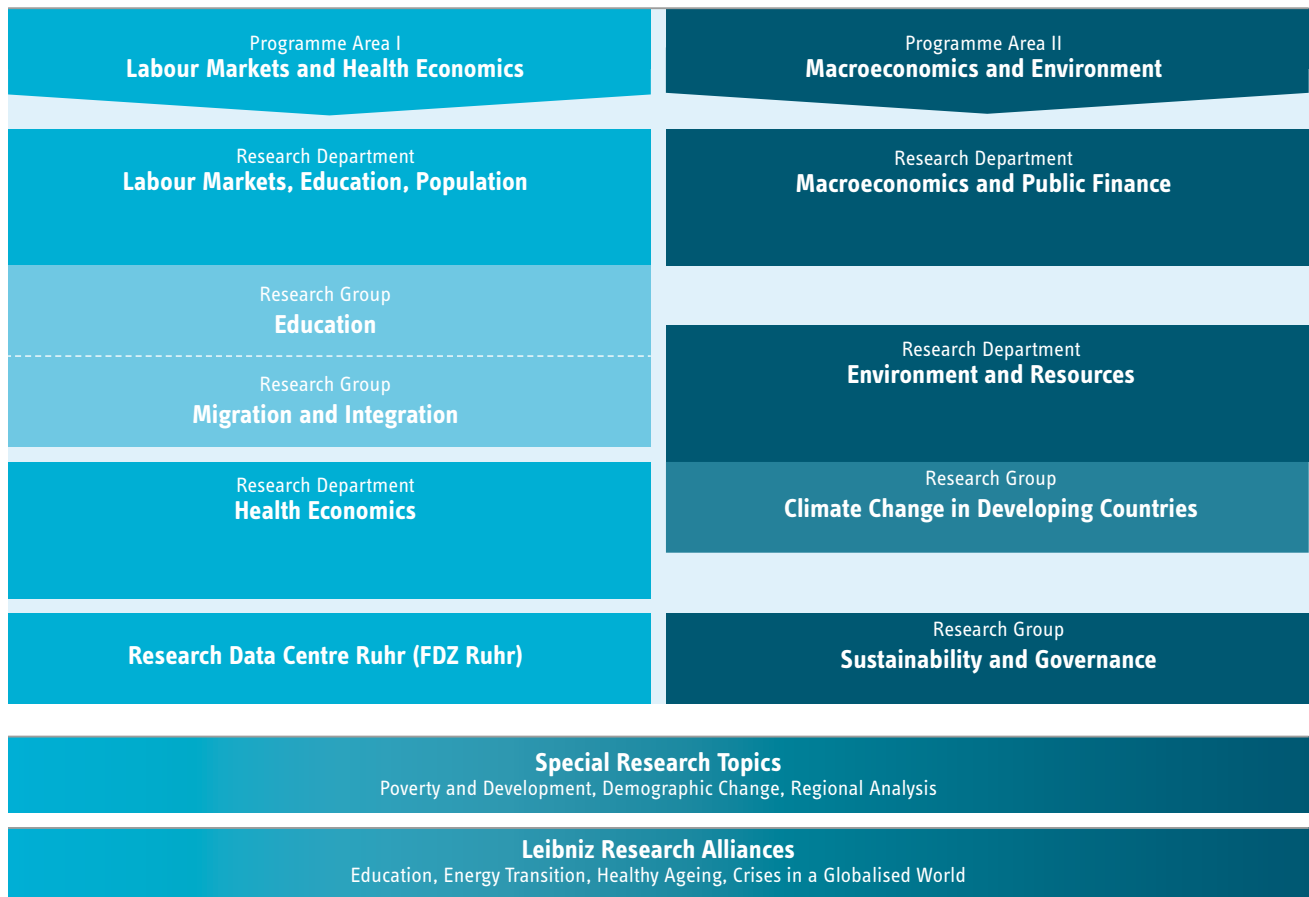 Programme Area I
Labour Markets and Health Economics
Research Department
Labour Markets, Education, Population
Research Group
Education
Research Group
Migration and Integration
Research Department
Health Economics
Research Data Centre Ruhr (FDZ Ruhr)
Programme Area II
Macroeconomics and Environment
Research Department
Macroeconomics and Public Finance
Research Department
Environment and Resources
Research Group
Climate Change in Developing Countries
Research Group
Sustainability and Governance
Special Research Topics
Poverty and Development, Demographic Change, Regional Analysis
Leibniz Research Alliances
Education, Energy Transition, Healthy Ageing, Crises in a Globalised World